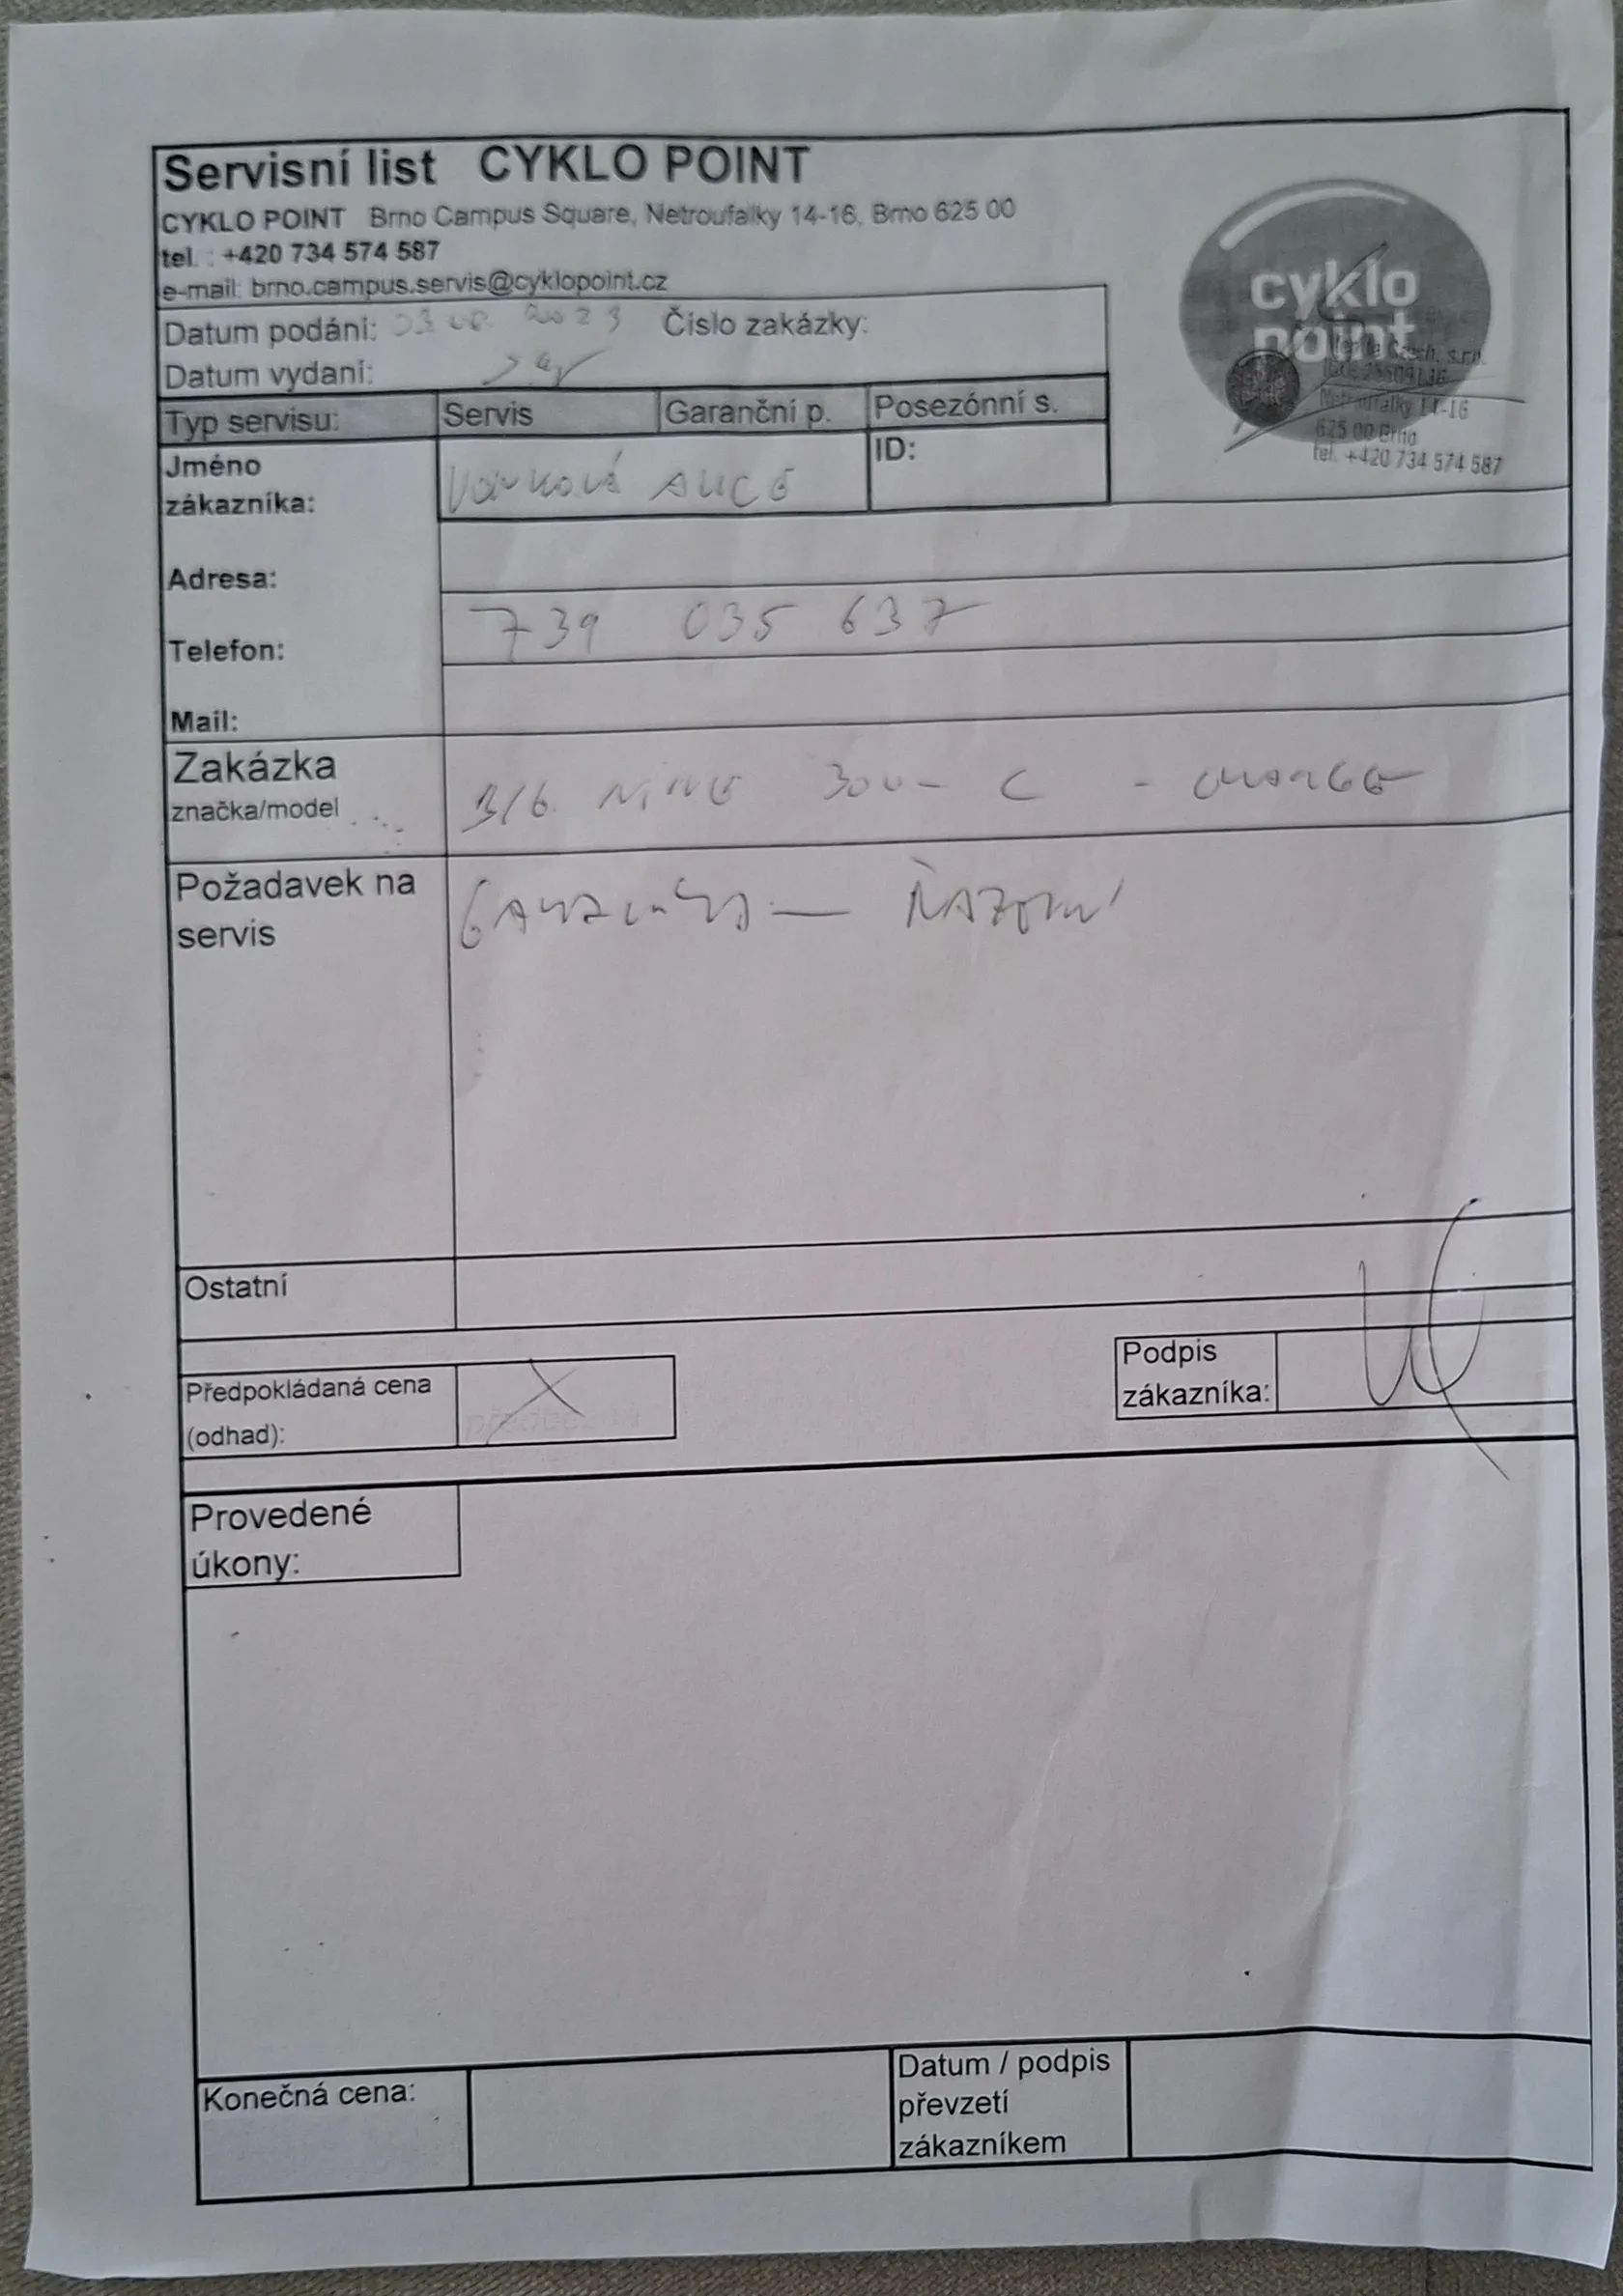 Servisní list CYKLO POINT
CYKLO POINT Brno Campus Square, Netroufalky 14-16, Brno 625 00
tel. : +420 734 574 587
e-mail: brno.campus.servis@cyklopoint.cz
cyklo
point
Czech, s.r.o.
Netroufalky 14-16
625 00 Brno
tel. +420 734 574 587
Datum podání: 2023 Číslo zakázky:
Datum vydaní:
Typ servisu: Servis Garanční p. Posezónní s.
Jméno
zákazníka:
ID:
Adresa:
Telefon: 739 035 637
Mail:
Zakázka
značka/model
Požadavek na
servis
ŘAZENÍ
Ostatní
Předpokládaná cena
(odhad):
X
Podpis
zákazníka:
Provedené
úkony:
Konečná cena:
Datum / podpis
převzetí
zákazníkem